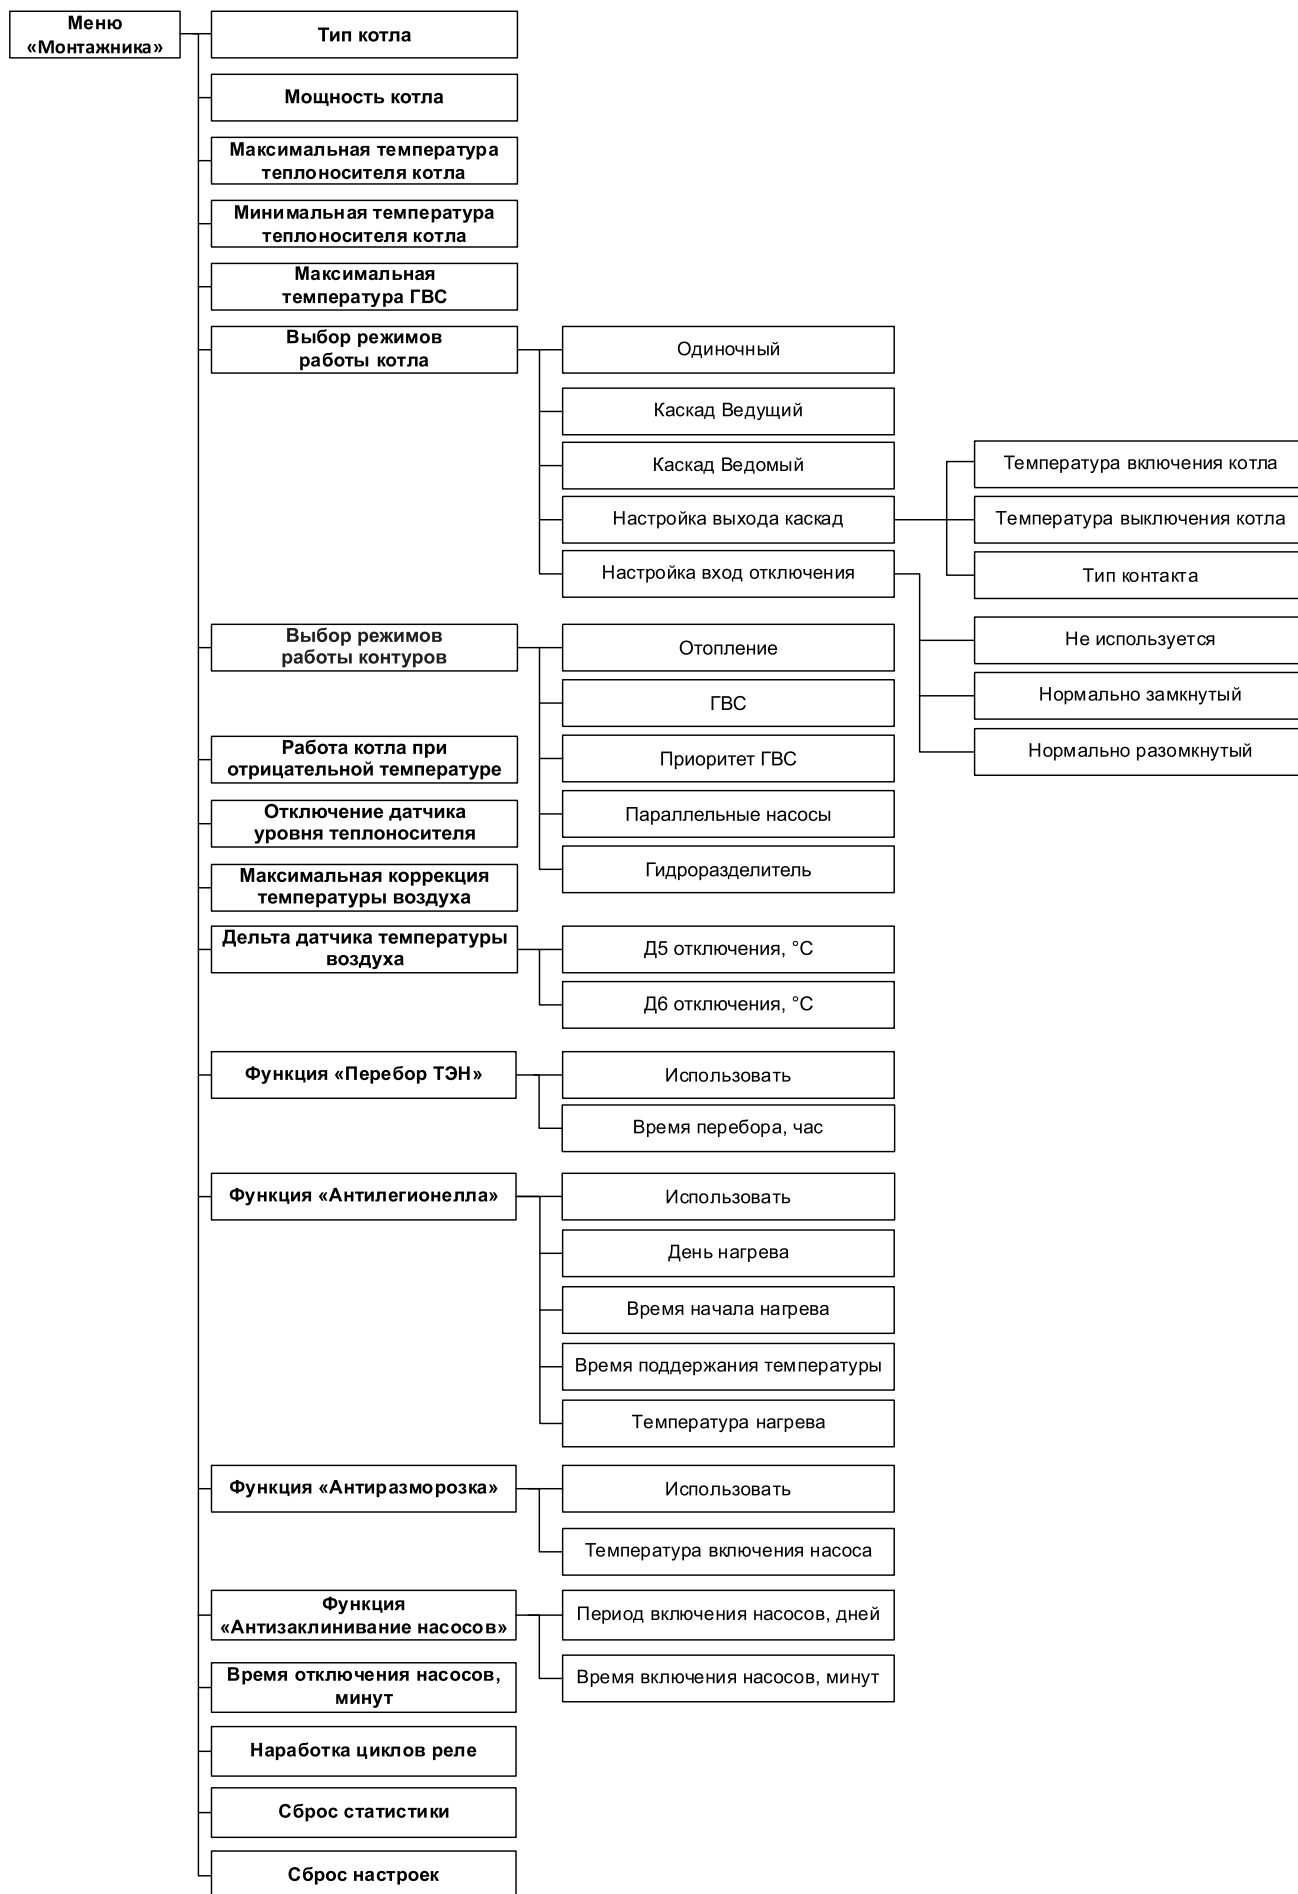 Меню
«Монтажника»
Тип котла
Мощность котла
Максимальная температура
теплоносителя котла
Минимальная температура
теплоносителя котла
Максимальная
температура ГВС
Выбор режимов
работы котла
Одиночный
Каскад Ведущий
Каскад Ведомый
Настройка выхода каскад
Температура включения котла
Температура выключения котла
Тип контакта
Настройка вход отключения
Не используется
Нормально замкнутый
Нормально разомкнутый
Выбор режимов
работы контуров
Отопление
ГВС
Приоритет ГВС
Параллельные насосы
Гидроразделитель
Работа котла при
отрицательной температуре
Отключение датчика
уровня теплоносителя
Максимальная коррекция
температуры воздуха
Дельта датчика температуры
воздуха
Д5 отключения, °С
Д6 отключения, °С
Функция «Перебор ТЭН»
Использовать
Время перебора, час
Функция «Антилегионелла»
Использовать
День нагрева
Время начала нагрева
Время поддержания температуры
Температура нагрева
Функция «Антиразморозка»
Использовать
Температура включения насоса
Функция
«Антизаклинивание насосов»
Период включения насосов, дней
Время включения насосов, минут
Время отключения насосов,
минут
Наработка циклов реле
Сброс статистики
Сброс настроек